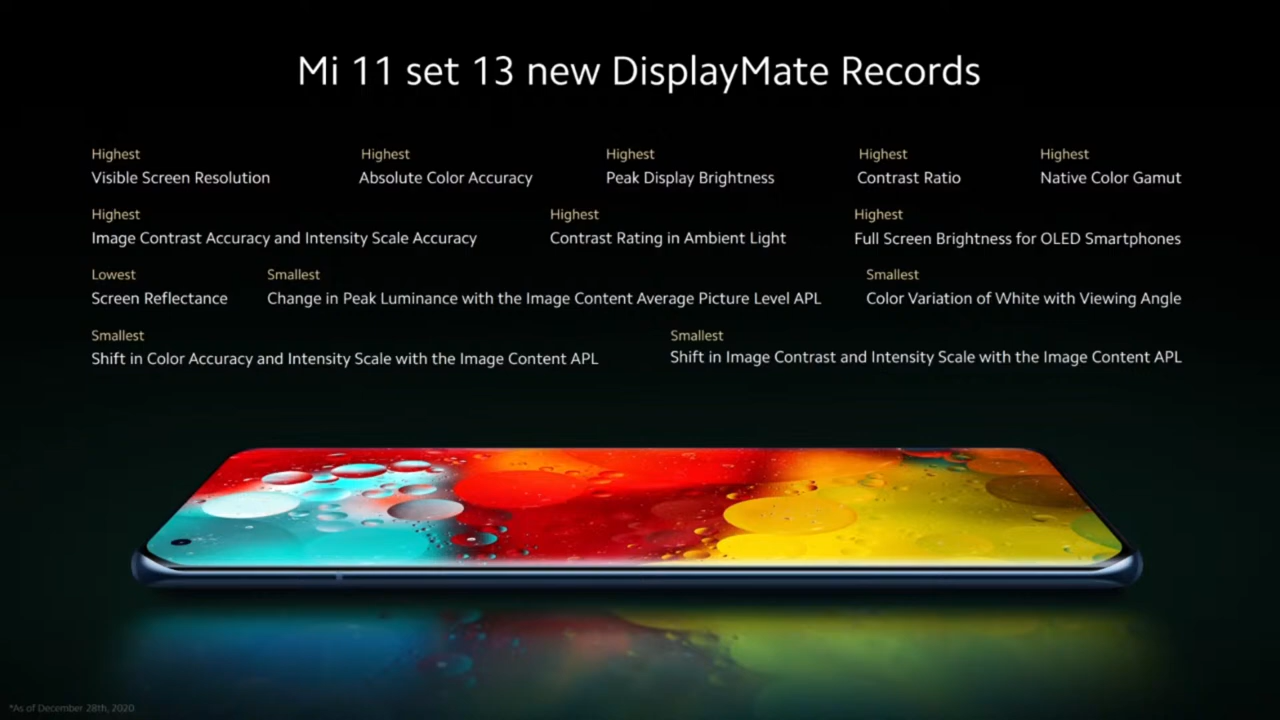 Mi 11 set 13 new DisplayMate Records
Highest
Visible Screen Resolution
Highest
Absolute Color Accuracy
Highest
Peak Display Brightness
Highest
Contrast Ratio
Highest
Native Color Gamut
Highest
Image Contrast Accuracy and Intensity Scale Accuracy
Highest
Contrast Rating in Ambient Light
Highest
Full Screen Brightness for OLED Smartphones
Lowest
Screen Reflectance
Smallest
Change in Peak Luminance with the Image Content Average Picture Level APL
Smallest
Color Variation of White with Viewing Angle
Smallest
Shift in Color Accuracy and Intensity Scale with the Image Content APL
Smallest
Shift in Image Contrast and Intensity Scale with the Image Content APL
*As of December 28th, 2020